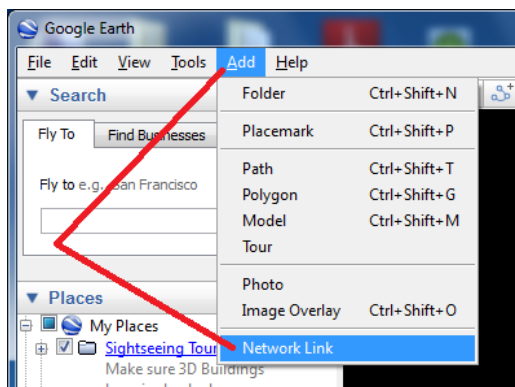 Google Earth
File Edit View Tools Add Help
Search
Fly To Find Businesses
Fly to e.g. San Francisco
Folder Ctrl+Shift+N
Placemark Ctrl+Shift+P
Path Ctrl+Shift+T
Polygon Ctrl+Shift+G
Model Ctrl+Shift+M
Tour
Photo
Image Overlay Ctrl+Shift+O
Network Link
Places
My Places
Sightseeing Tour
Make sure 3D Buildings